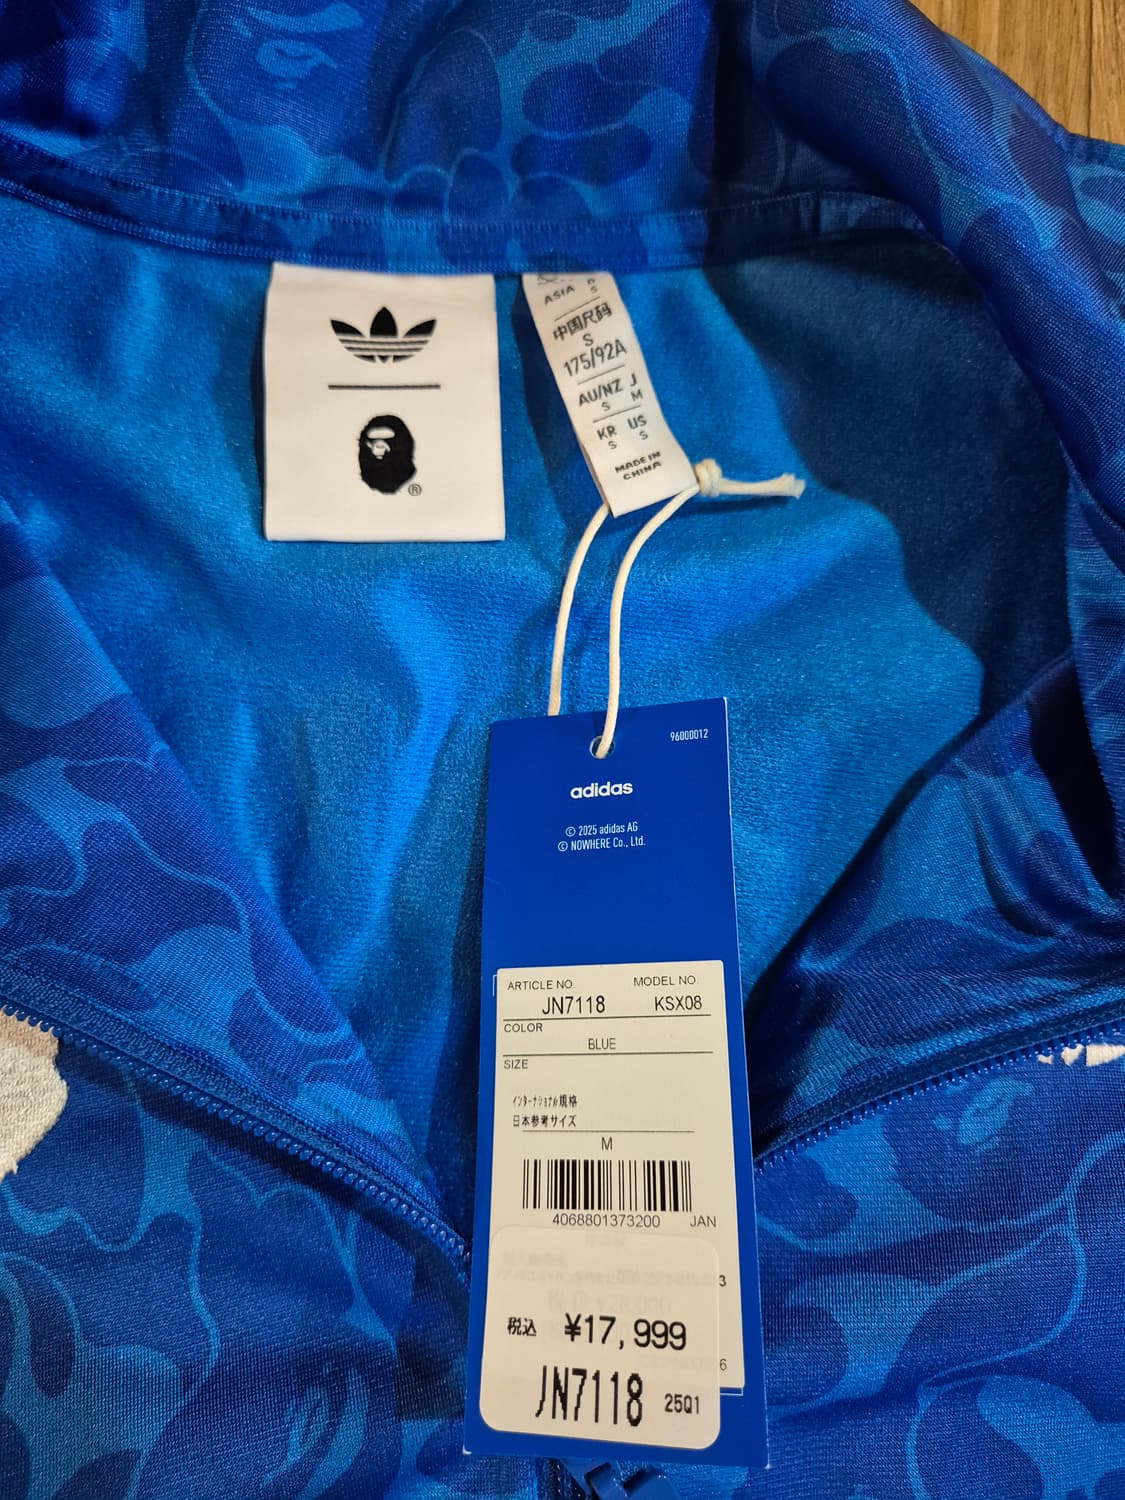 ®
ASIA
S
中国尺码
S
175/92A
AU/NZ J
S M
KR US
S S
MADE IN
CHINA
96000012
adidas
© 2025 adidas AG
© NOWHERE Co., Ltd.
ARTICLE NO. MODEL NO
JN7118 KSX08
COLOR
BLUE
SIZE
インターナショナル規格
日本参考サイズ
M
4068801373200 JAN
3
税込 ¥17,999
6
JN7118 25Q1